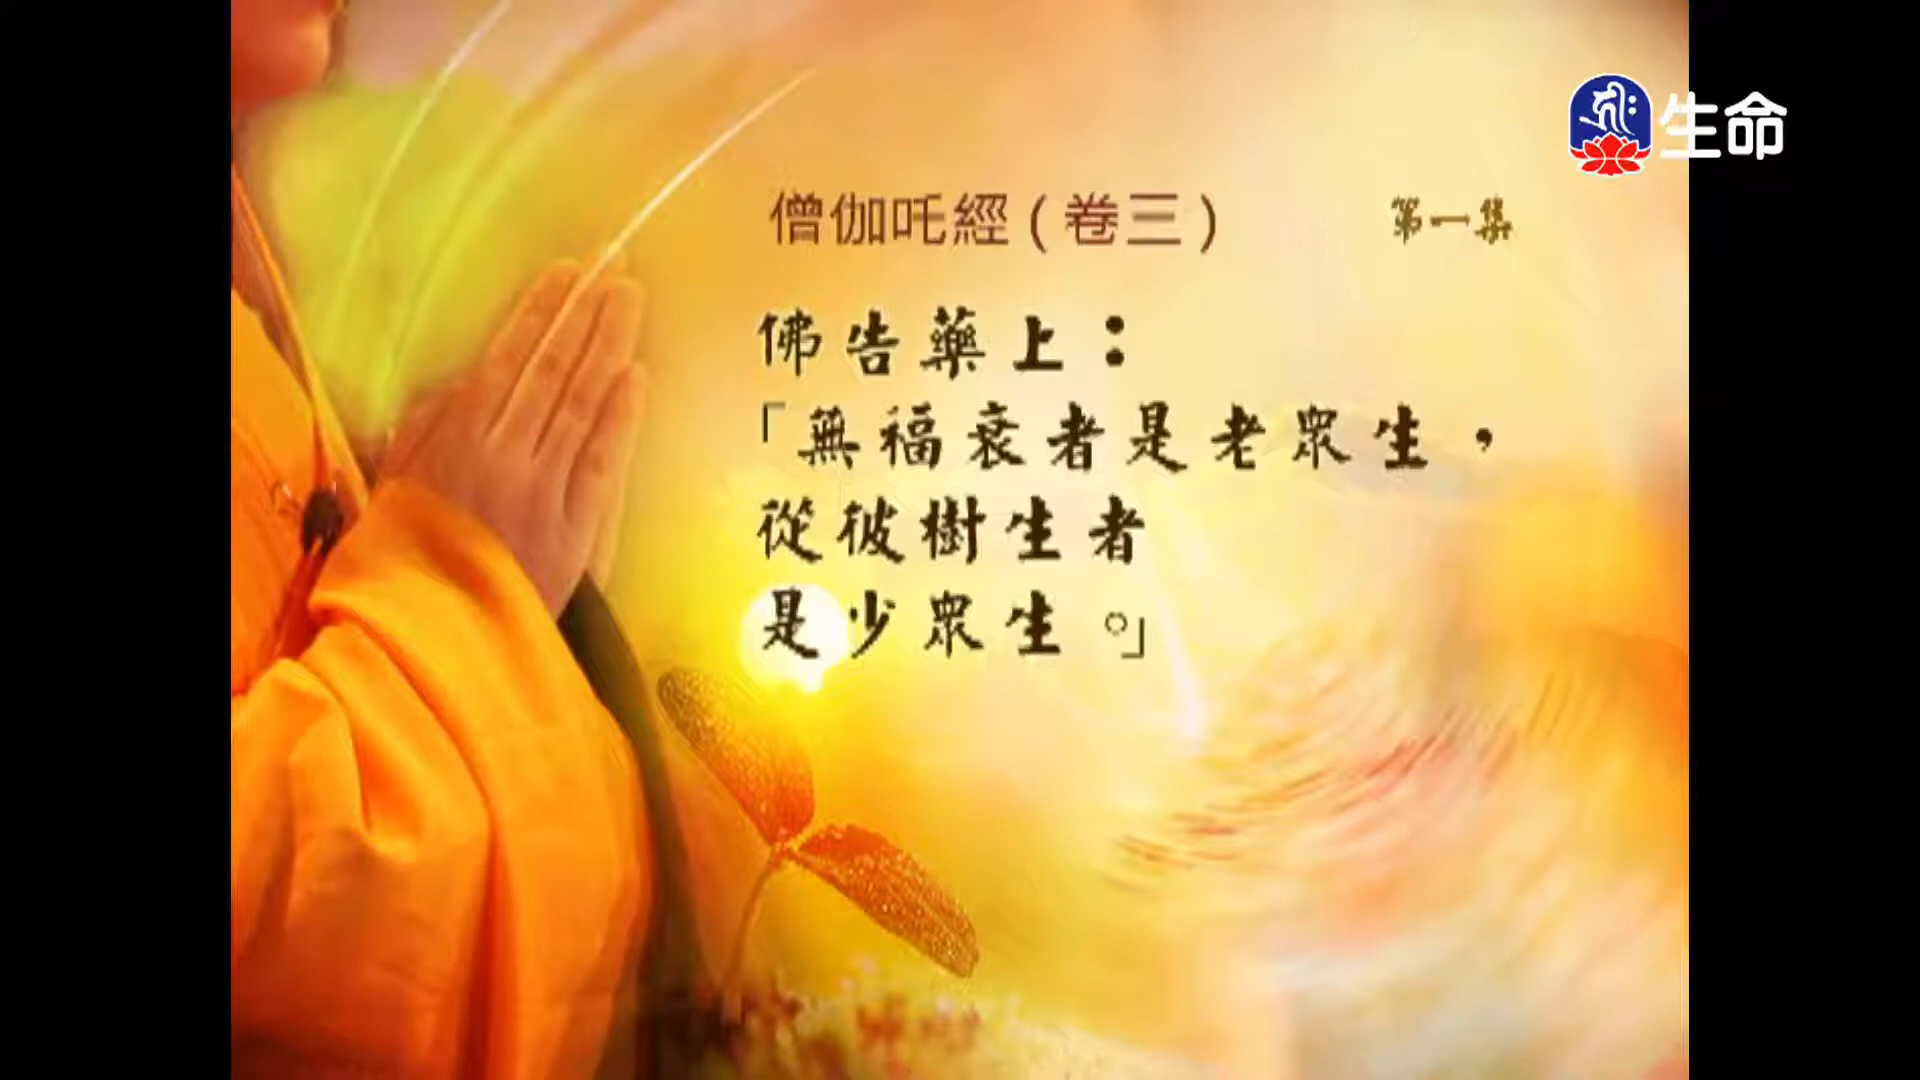 生命
僧伽吒經(卷三) 第一集
佛告藥上：
「無福衰者是老眾生，
從彼樹生者
是少眾生。」